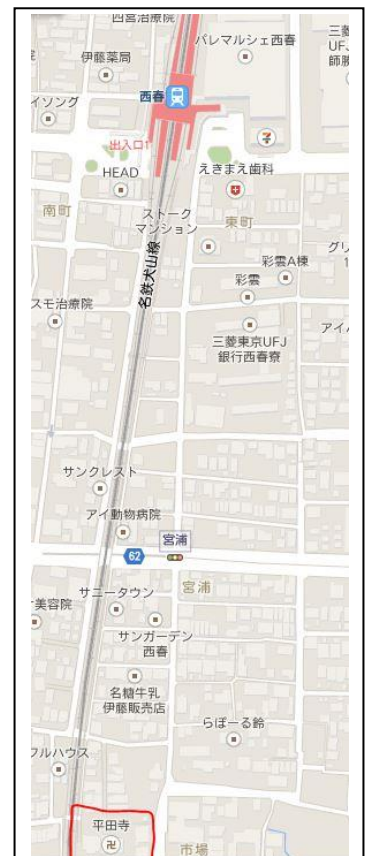 四宮治療院
パレマルシェ西春
三菱
UF
師勝
伊藤薬局
イソング
西春
出入口1
HEAD
えきまえ歯科
南町
ストーク
マンション
東町
名鉄犬山線
彩雲A棟
グリ
彩雲
スモ治療院
三菱東京UFJ
銀行西春寮
アイ
サンクレスト
アイ動物病院
宮浦
62
美容院
サニータウン
宮浦
サンガーデン
西春
名糖牛乳
伊藤販売店
らぽーる鈴
フルハウス
平田寺
卍
市場